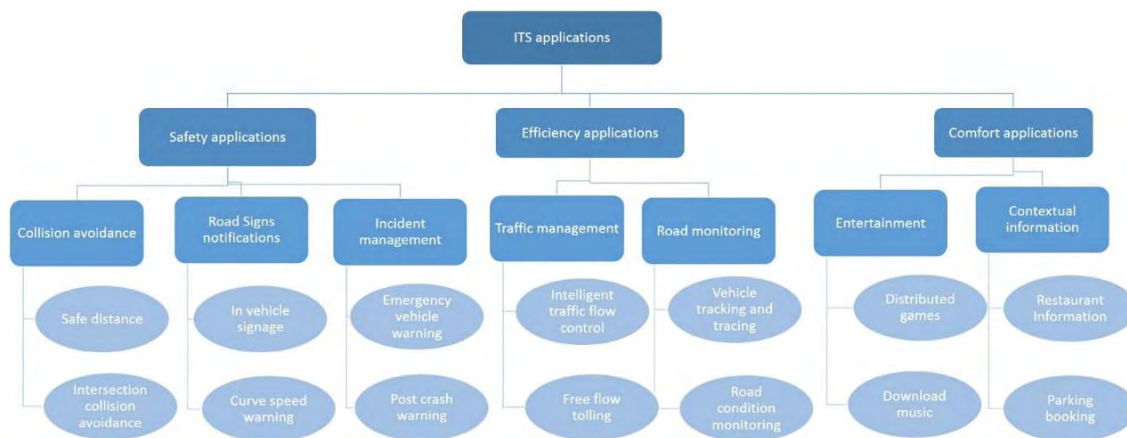 ITS applications
Safety applications
Efficiency applications
Comfort applications
Collision avoidance
Road Signs
notifications
Incident
management
Traffic management
Road monitoring
Entertainment
Contextual
information
Safe distance
In vehicle
signage
Emergency
vehicle
warning
Intelligent
traffic flow
control
Vehicle
tracking and
tracing
Distributed
games
Restaurant
Information
Intersection
collision
avoidance
Curve speed
warning
Post crash
warning
Free flow
tolling
Road
condition
monitoring
Download
music
Parking
booking